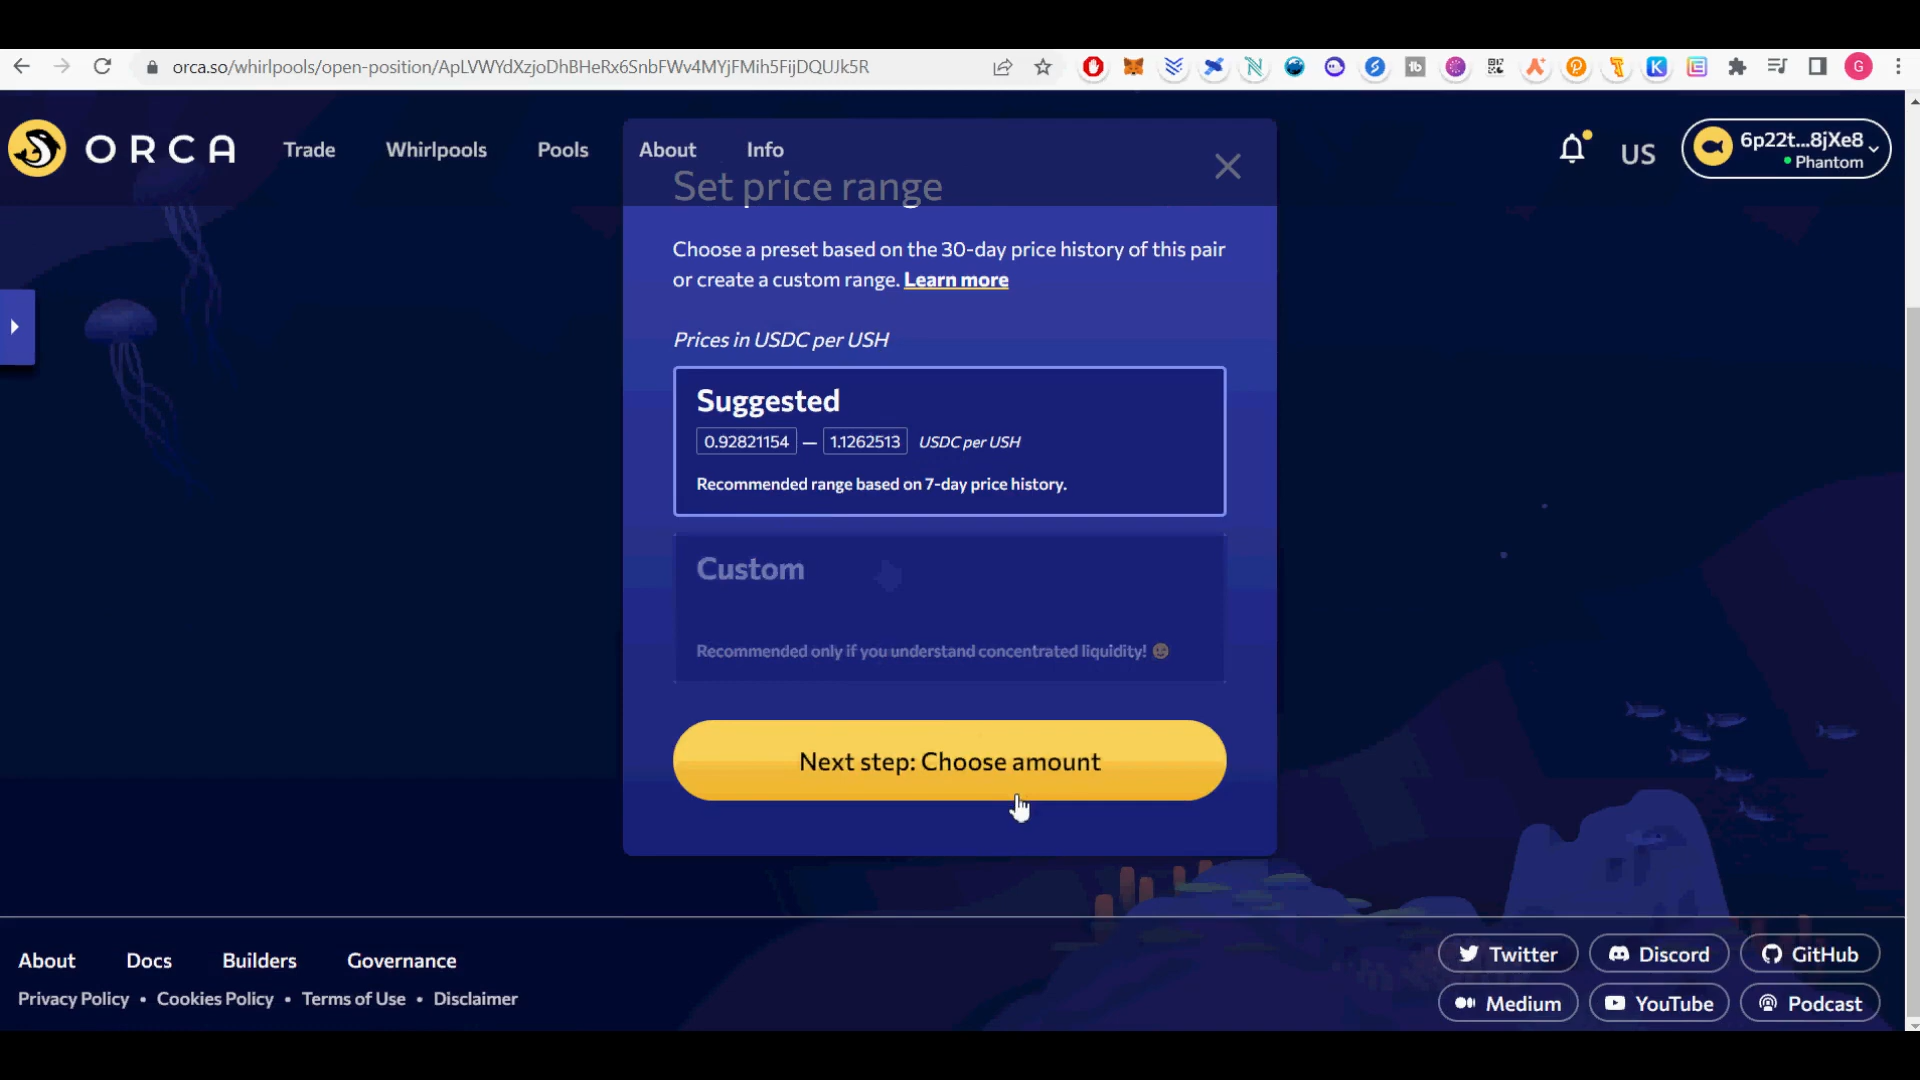 orca.so/whirlpools/open-position/ApLVWYdXzjoDhBHeRx6SnbFWv4MYjFMih5FijDQUJk5R
ORCA
Trade
Whirlpools
Pools
About
Info
US
6p22t...8jXe8
Phantom
Set price range
Choose a preset based on the 30-day price history of this pair
or create a custom range. Learn more
Prices in USDC per USH
Suggested
0.92821154 — 1.1262513 USDC per USH
Recommended range based on 7-day price history.
Custom
Recommended only if you understand concentrated liquidity!
Next step: Choose amount
About
Docs
Builders
Governance
Privacy Policy • Cookies Policy • Terms of Use • Disclaimer
Twitter
Discord
GitHub
Medium
YouTube
Podcast